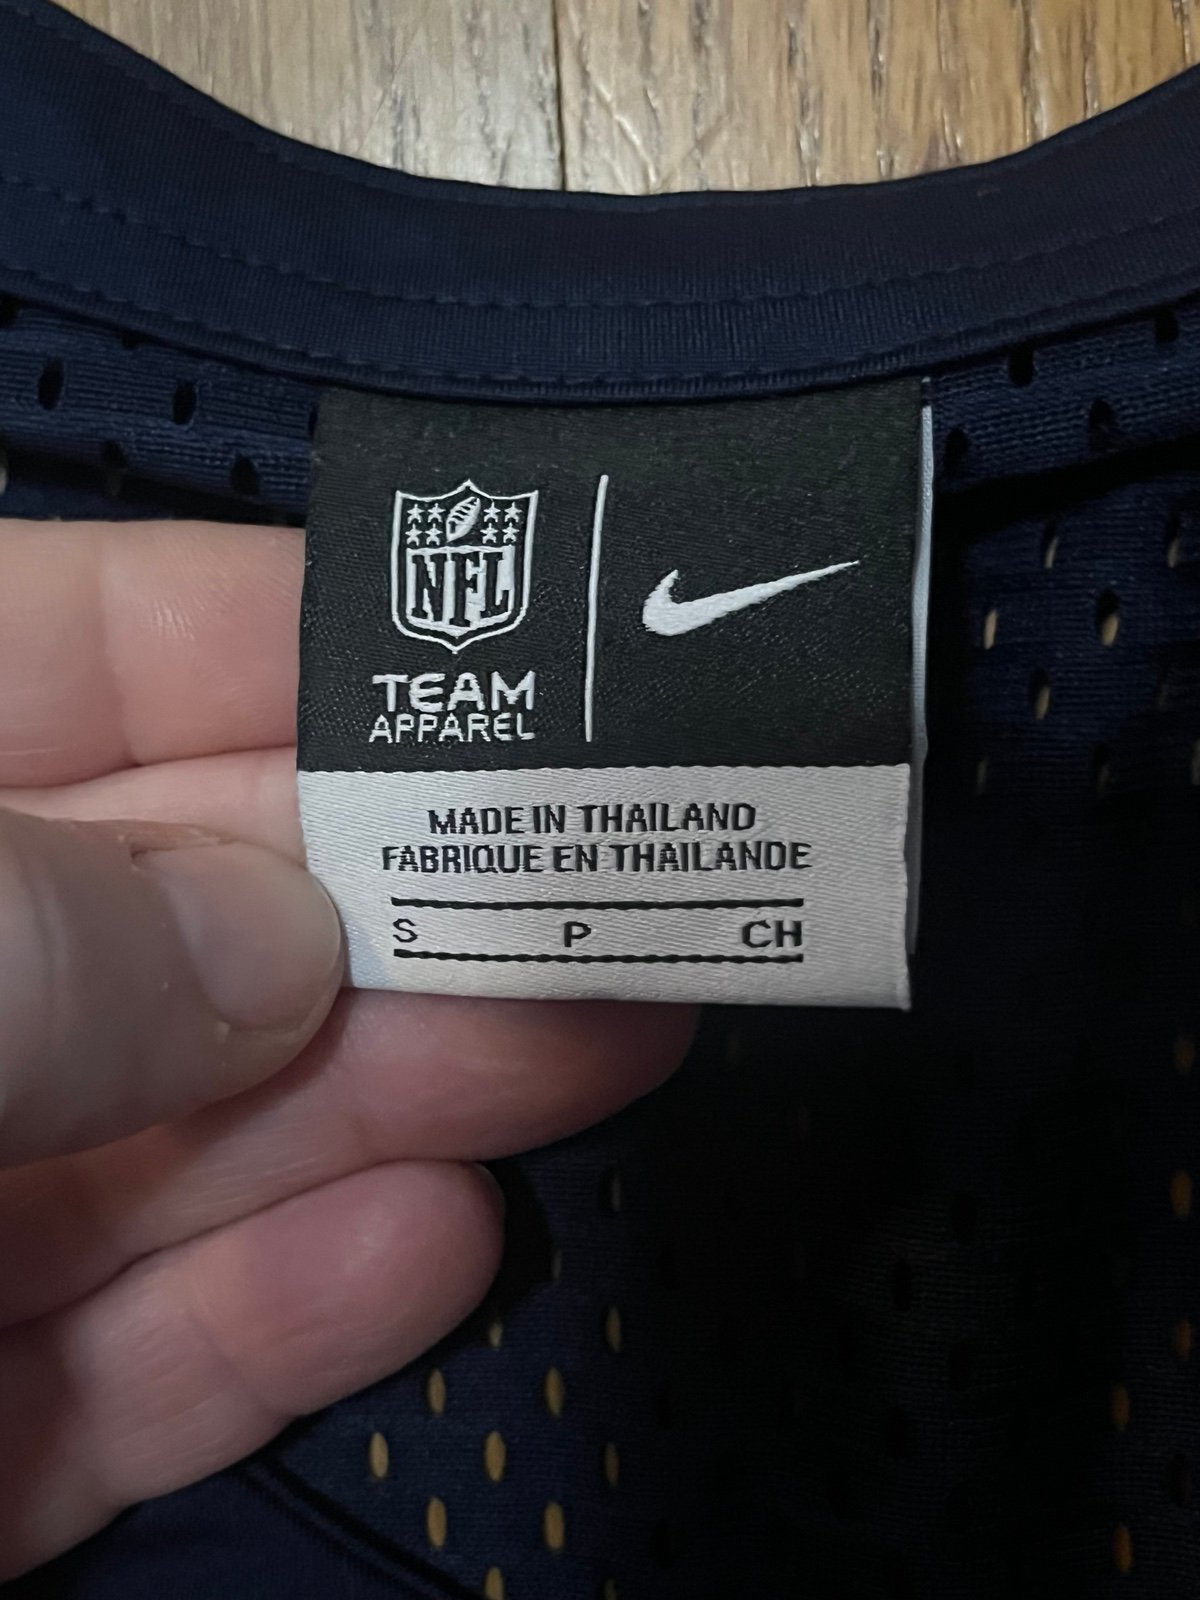 NFL
TEAM
APPAREL
MADE IN THAILAND
FABRIQUE EN THAILANDE
S P CH